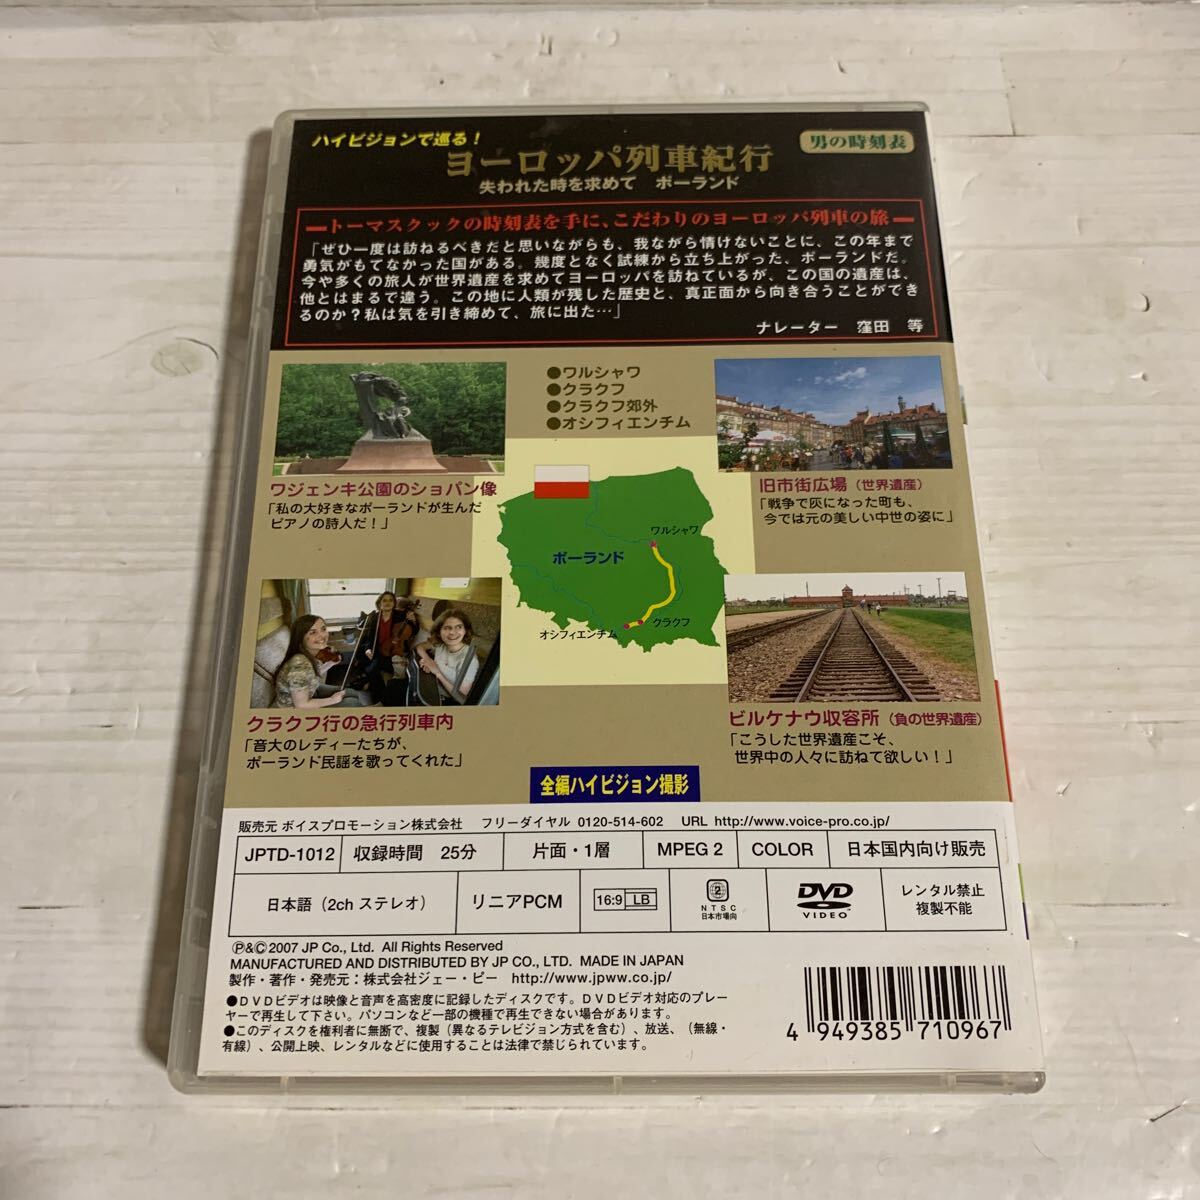 ハイビジョンで巡る!
男の時刻表
ヨーロッパ列車紀行
失われた時を求めて ポーランド
トーマスクックの時刻表を手に、こだわりのヨーロッパ列車の旅
「ぜひ一度は訪ねるべきだと思いながらも、我ながら情けないことに、この年まで
勇気がもてなかった国がある。幾度となく試練から立ち上がった、ポーランドだ。
今や多くの旅人が世界遺産を求めてヨーロッパを訪ねているが、この国の遺産は、
他とはまるで違う。この地に人類が残した歴史と、真正面から向き合うことができ
るのか?私は気を引き締めて、旅に出た…」
ナレーター 窪田 等
●ワルシャワ
●クラクフ
●クラクフ郊外
●オシフィエンチム
ワジェンキ公園のショパン像
「私の大好きなポーランドが生んだ
ピアノの詩人だ!」
旧市街広場(世界遺産)
「戦争で灰になった町も、
今では元の美しい中世の姿に」
ワルシャワ
ポーランド
オシフィエンチム
クラクフ
クラクフ行の急行列車内
「音大のレディーたちが、
ポーランド民謡を歌ってくれた」
ビルケナウ収容所(負の世界遺産)
「こうした世界遺産こそ、
世界中の人々に訪ねて欲しい!」
全編ハイビジョン撮影
販売元 ボイスプロモーション株式会社 フリーダイヤル 0120-514-602 URL http://www.voice-pro.co.jp/
JPTD-1012 収録時間 25分 片面・1層 MPEG 2 COLOR 日本国内向け販売
日本語(2ch ステレオ) リニアPCM 16:9 LB 2 NTSC 日本市場向 DVD VIDEO レンタル禁止 複製不能
℗&©2007 JP Co., Ltd. All Rights Reserved
MANUFACTURED AND DISTRIBUTED BY JP CO., LTD. MADE IN JAPAN
製作・著作・発売元:株式会社ジェー・ピー http://www.jpww.co.jp/
●DVDビデオは映像と音声を高密度に記録したディスクです。DVDビデオ対応のプレー
ヤーで再生して下さい。パソコンなど一部の機種で再生できない場合があります。
●このディスクを権利者に無断で、複製(異なるテレビジョン方式を含む)、放送、(無線・
有線)、公開上映、レンタルなどに使用することは法律で禁じられています。
4 949385 710967